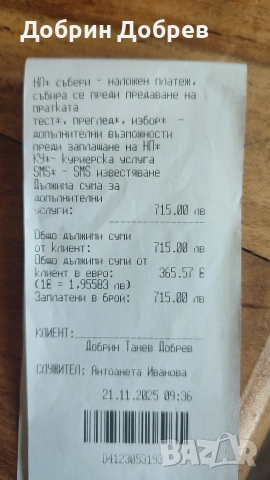 Добрин Добрев
НП* събери - наложен платеж,
събира се преди предаване на
пратката
тест*, преглед*, избор* -
допълнителни възможности
преди заплащане на НП*
КУ*- куриерска услуга
SMS* - SMS известяване
Дължима сума за
допълнителни
услуги: 715.00 лв
Общо дължими суми
от клиент: 715.00 лв
Общо дължими суми от
клиент в евро: 365.57 €
(1€ = 1.95583 лв)
Заплатени в брой: 715.00 лв
КЛИЕНТ:
Добрин Танев Добрев
СЛУЖИТЕЛ: Антоанета Иванова
21.11.2025 09:36
D4123053193
bazar